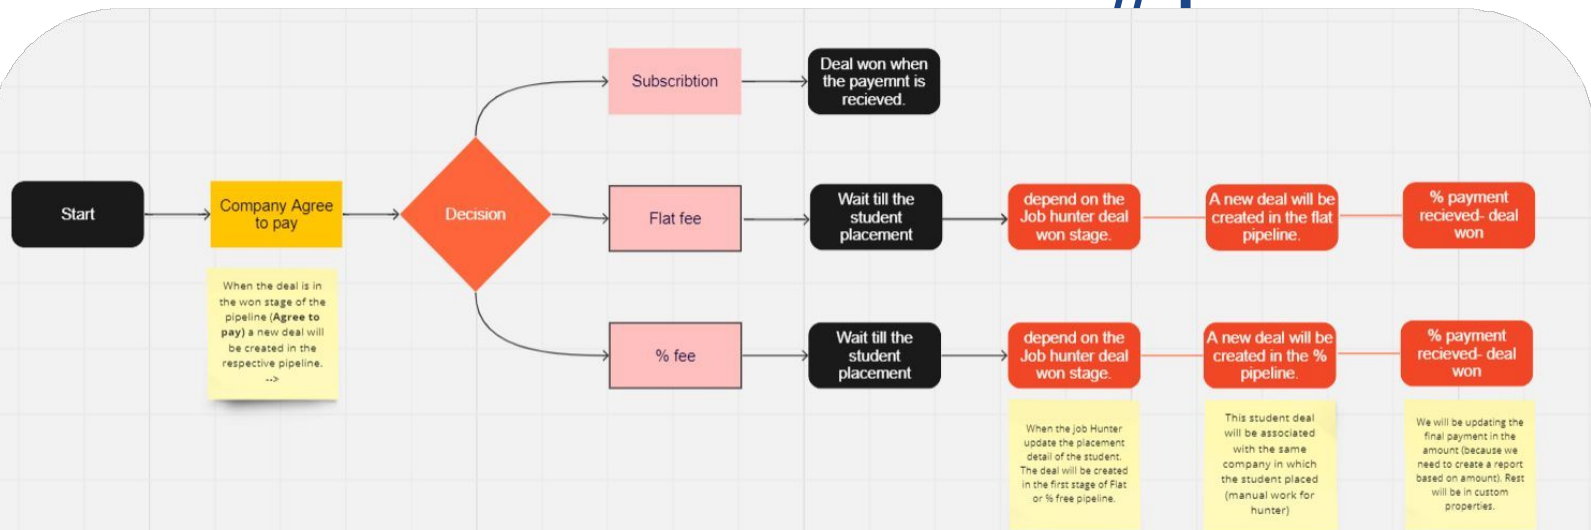 Subscribtion
Deal won when
the payemnt is
recieved.
Start
Company Agree
to pay
Decision
Flat fee
Wait till the
student
placement
depend on the
Job hunter deal
won stage.
A new deal will be
created in the flat
pipeline.
% payment
recieved- deal
won
When the deal is in
the won stage of the
pipeline (Agree to
pay) a new deal will
be created in the
respective pipeline.
-->
% fee
Wait till the
student
placement
depend on the
Job hunter deal
won stage.
A new deal will be
created in the %
pipeline.
% payment
recieved- deal
won
When the job Hunter
update the placement
detail of the student.
The deal will be created
in the first stage of Flat
or % free pipeline.
This student deal
will be associated
with the same
company in which
the student placed
(manual work for
hunter)
We will be updating the
final payment in the
amount (because we
need to create a report
based on amount). Rest
will be in custom
properties.